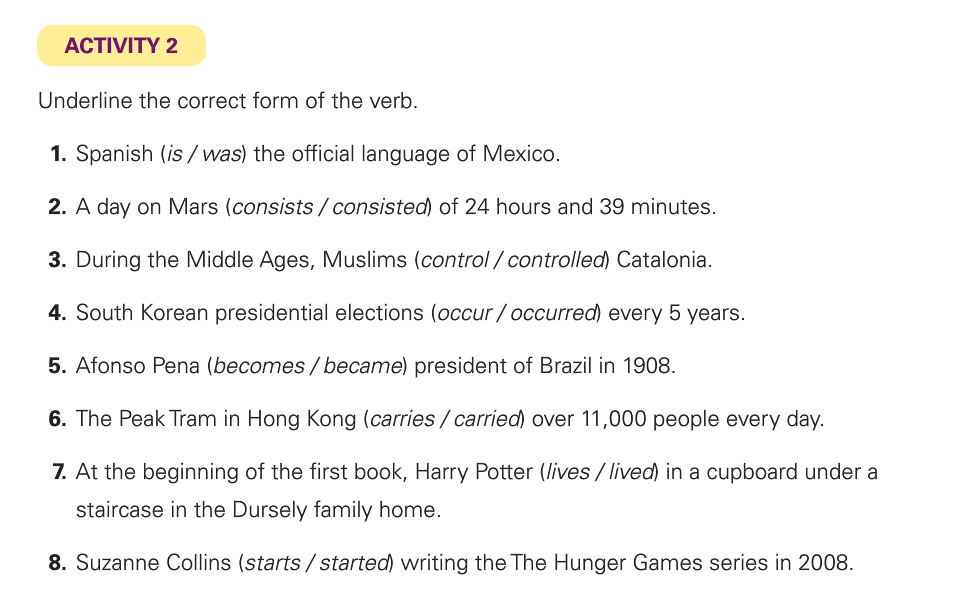 ACTIVITY 2
Underline the correct form of the verb.
1. Spanish (is / was) the official language of Mexico.
2. A day on Mars (consists / consisted) of 24 hours and 39 minutes.
3. During the Middle Ages, Muslims (control / controlled) Catalonia.
4. South Korean presidential elections (occur / occurred) every 5 years.
5. Afonso Pena (becomes / became) president of Brazil in 1908.
6. The Peak Tram in Hong Kong (carries / carried) over 11,000 people every day.
7. At the beginning of the first book, Harry Potter (lives / lived) in a cupboard under a
staircase in the Dursely family home.
8. Suzanne Collins (starts / started) writing the The Hunger Games series in 2008.